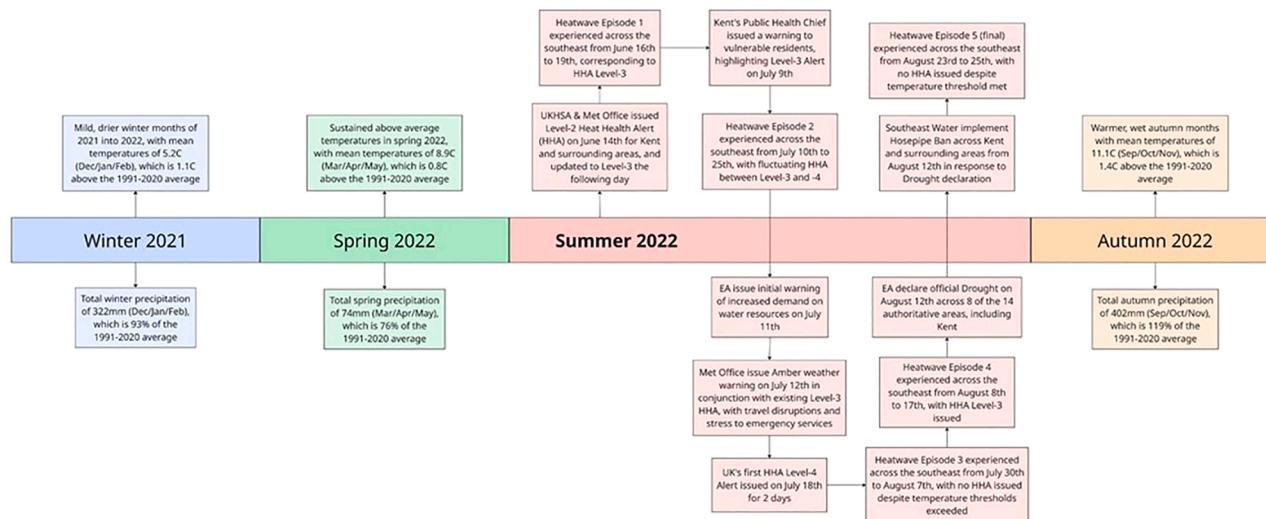 Mild, drier winter months of
2021 into 2022, with mean
temperatures of 5.2C
(Dec/Jan/Feb), which is 1.1C
above the 1991-2020 average
Winter 2021
Total winter precipitation
of 322mm (Dec/Jan/Feb),
which is 93% of the
1991-2020 average
Sustained above average
temperatures in spring 2022,
with mean temperatures of 8.9C
(Mar/Apr/May), which is 0.8C
above the 1991-2020 average
Spring 2022
Total spring precipitation
of 74mm (Mar/Apr/May),
which is 76% of the
1991-2020 average
Summer 2022
UKHSA & Met Office issued
Level-2 Heat Health Alert
(HHA) on June 14th for Kent
and surrounding areas, and
updated to Level-3 the
following day
Heatwave Episode 1
experienced across the
southeast from June 16th
to 19th, corresponding to
HHA Level-3
Kent's Public Health Chief
issued a warning to
vulnerable residents,
highlighting Level-3 Alert
on July 9th
Heatwave Episode 2
experienced across the
southeast from July 10th to
25th, with fluctuating HHA
between Level-3 and -4
EA issue initial warning
of increased demand on
water resources on July
11th
Met Office issue Amber weather
warning on July 12th in
conjunction with existing Level-3
HHA, with travel disruptions and
stress to emergency services
UK's first HHA Level-4
Alert issued on July 18th
for 2 days
Heatwave Episode 3 experienced
across the southeast from July 30th
to August 7th, with no HHA issued
despite temperature thresholds
exceeded
Heatwave Episode 4
experienced across the
southeast from August 8th
to 17th, with HHA Level-3
issued
EA declare official Drought on
August 12th across 8 of the 14
authoritative areas, including
Kent
Southeast Water implement
Hosepipe Ban across Kent
and surrounding areas from
August 12th in response to
Drought declaration
Heatwave Episode 5 (final)
experienced across the southeast
from August 23rd to 25th, with
no HHA issued despite
temperature threshold met
Warmer, wet autumn months
with mean temperatures of
11.1C (Sep/Oct/Nov), which is
1.4C above the 1991-2020
average
Autumn 2022
Total autumn precipitation
of 402mm (Sep/Oct/Nov),
which is 119% of the
1991-2020 average